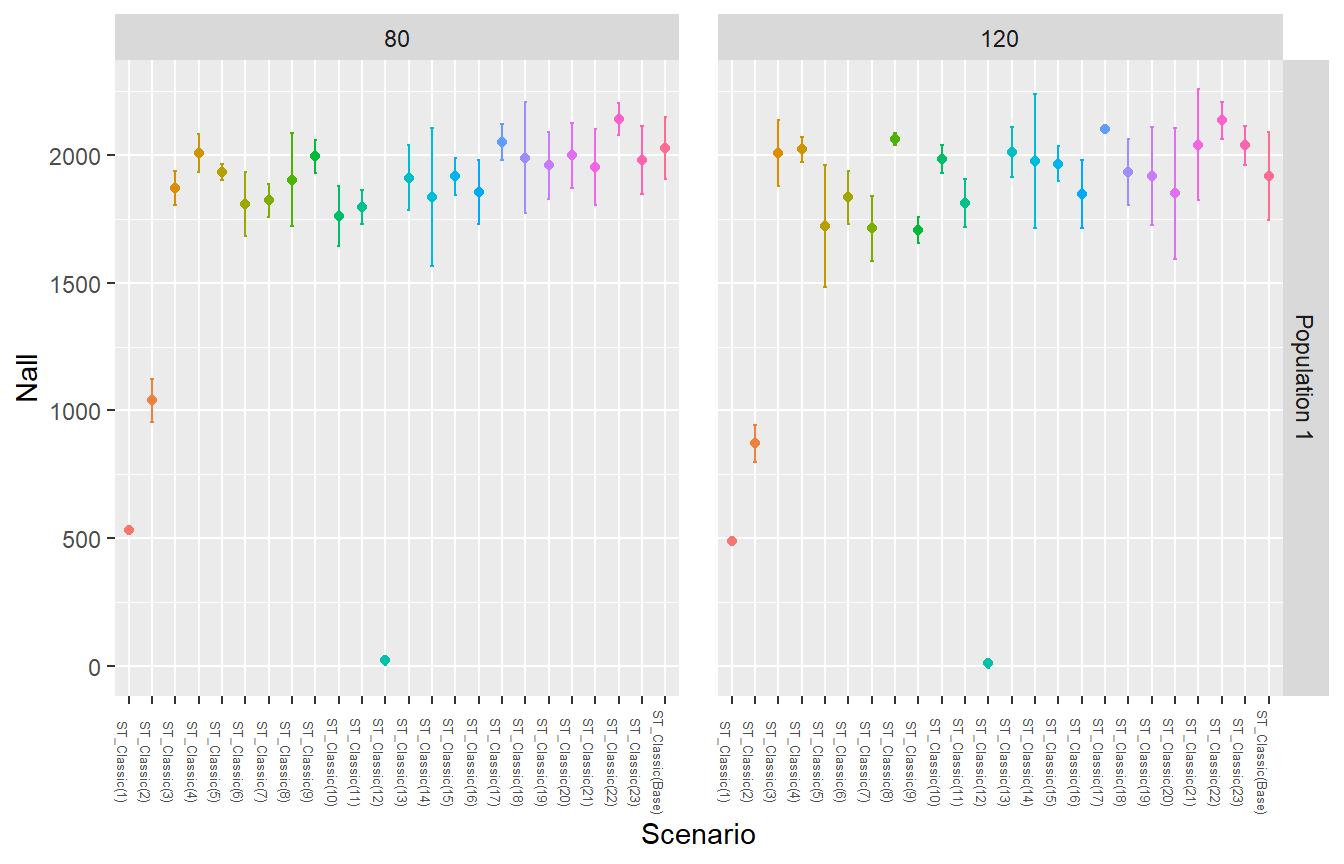 80
120
Nall
2000
1500
1000
500
0
Population 1
ST_Classic(1)
ST_Classic(2)
ST_Classic(3)
ST_Classic(4)
ST_Classic(5)
ST_Classic(6)
ST_Classic(7)
ST_Classic(8)
ST_Classic(9)
ST_Classic(10)
ST_Classic(11)
ST_Classic(12)
ST_Classic(13)
ST_Classic(14)
ST_Classic(15)
ST_Classic(16)
ST_Classic(17)
ST_Classic(18)
ST_Classic(19)
ST_Classic(20)
ST_Classic(21)
ST_Classic(22)
ST_Classic(23)
ST_Classic(Base)
ST_Classic(1)
ST_Classic(2)
ST_Classic(3)
ST_Classic(4)
ST_Classic(5)
ST_Classic(6)
ST_Classic(7)
ST_Classic(8)
ST_Classic(9)
ST_Classic(10)
ST_Classic(11)
ST_Classic(12)
ST_Classic(13)
ST_Classic(14)
ST_Classic(15)
ST_Classic(16)
ST_Classic(17)
ST_Classic(18)
ST_Classic(19)
ST_Classic(20)
ST_Classic(21)
ST_Classic(22)
ST_Classic(23)
ST_Classic(Base)
Scenario